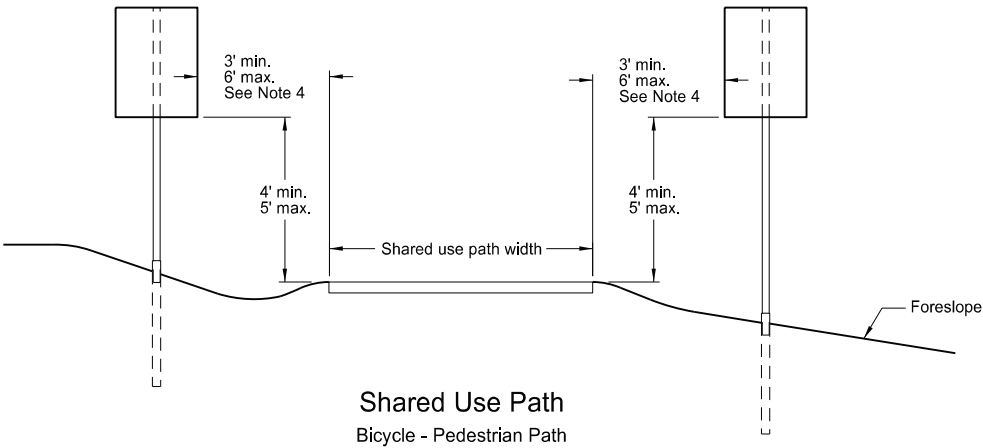 3' min.
6' max.
See Note 4
3' min.
6' max.
See Note 4
4' min.
5' max.
4' min.
5' max.
Shared use path width
Foreslope
Shared Use Path
Bicycle - Pedestrian Path